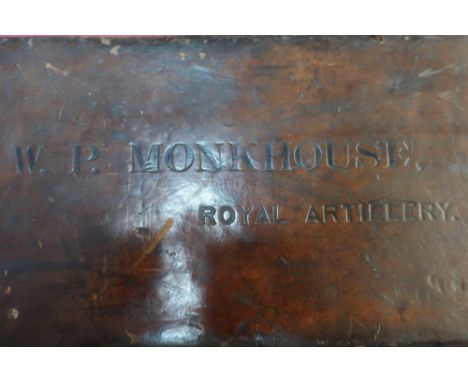 W. P. MONKHOUSE,
ROYAL ARTILLERY.